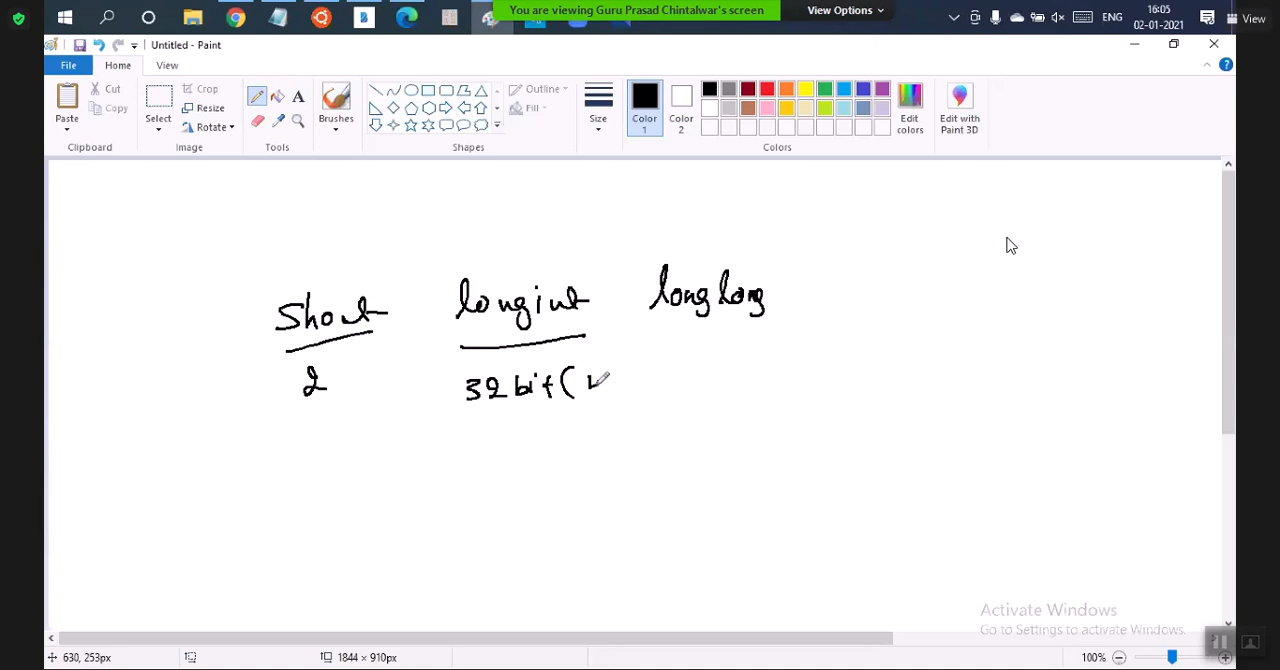 You are viewing Guru Prasad Chintalwar's screen
View Options
16:05
ENG
02-01-2021
View
Untitled - Paint
File
Home
View
Paste
Cut
Copy
Clipboard
Select
Crop
Resize
Rotate
Image
Tools
Brushes
Shapes
Outline
Fill
Size
Color 1
Color 2
Colors
Edit colors
Edit with Paint 3D
short longint longlong
2 32 bit(
Activate Windows
Go to Settings to activate Windows.
630, 253px
1844 × 910px
100%